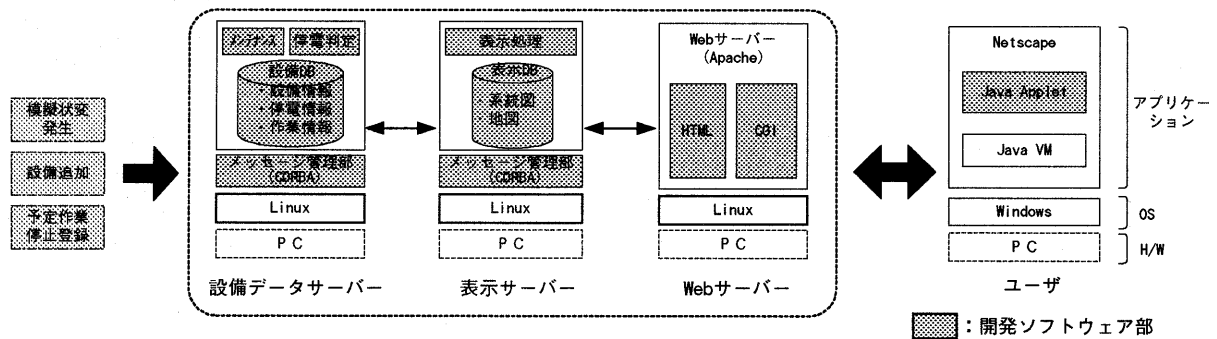 模擬状変
発生
設備追加
予定作業
停止登録
メンテナンス
停電判定
設備DB
・設備情報
・停電情報
・作業情報
メッセージ管理部
(CORBA)
Linux
PC
設備データサーバー
表示処理
表示DB
・系統図
・地図
メッセージ管理部
(CORBA)
Linux
PC
表示サーバー
Webサーバー
(Apache)
HTML
CGI
Linux
PC
Webサーバー
Netscape
Java Applet
Java VM
Windows
PC
ユーザ
アプリケ
ーション
OS
H/W
:開発ソフトウェア部